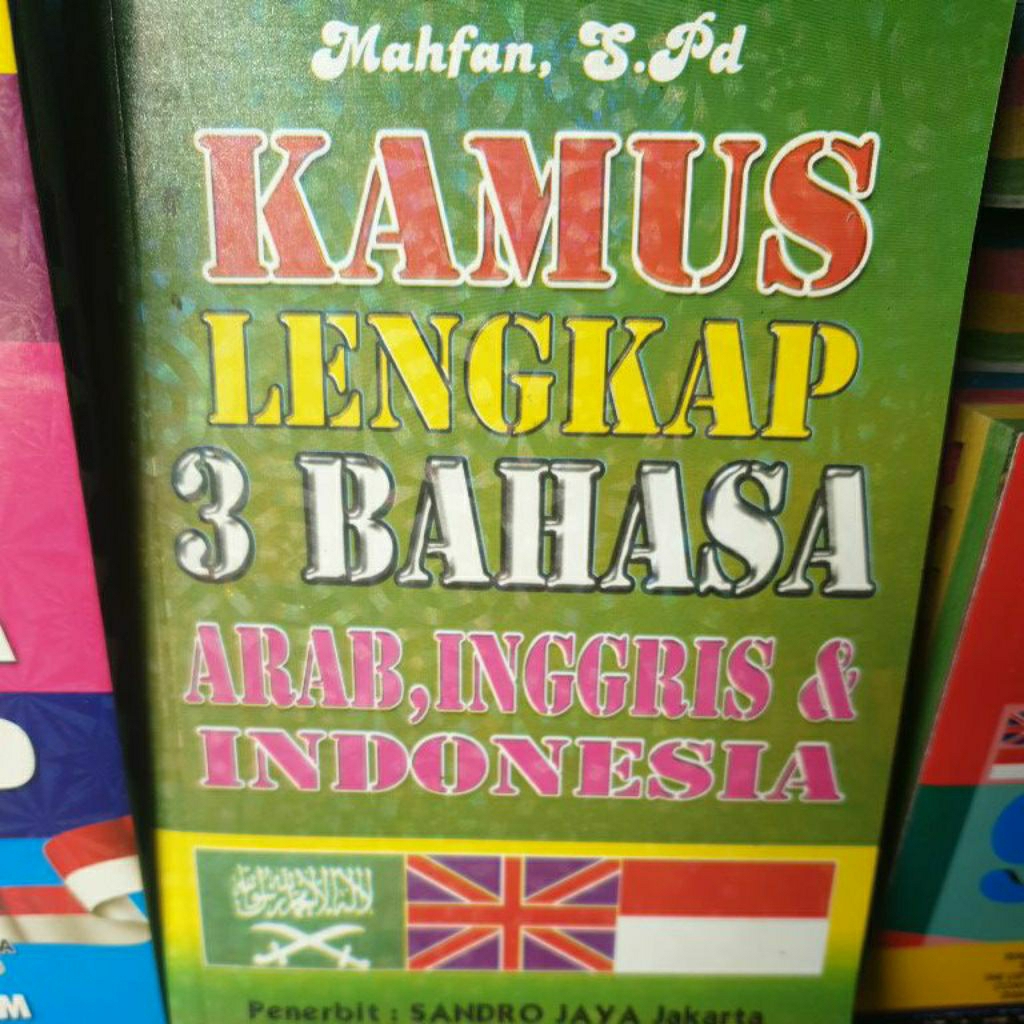 Mahfan, S.Pd
KAMUS
LENGKAP
3 BAHASA
ARAB, INGGRIS &
INDONESIA
Penerbit : SANDRO JAYA Jakarta